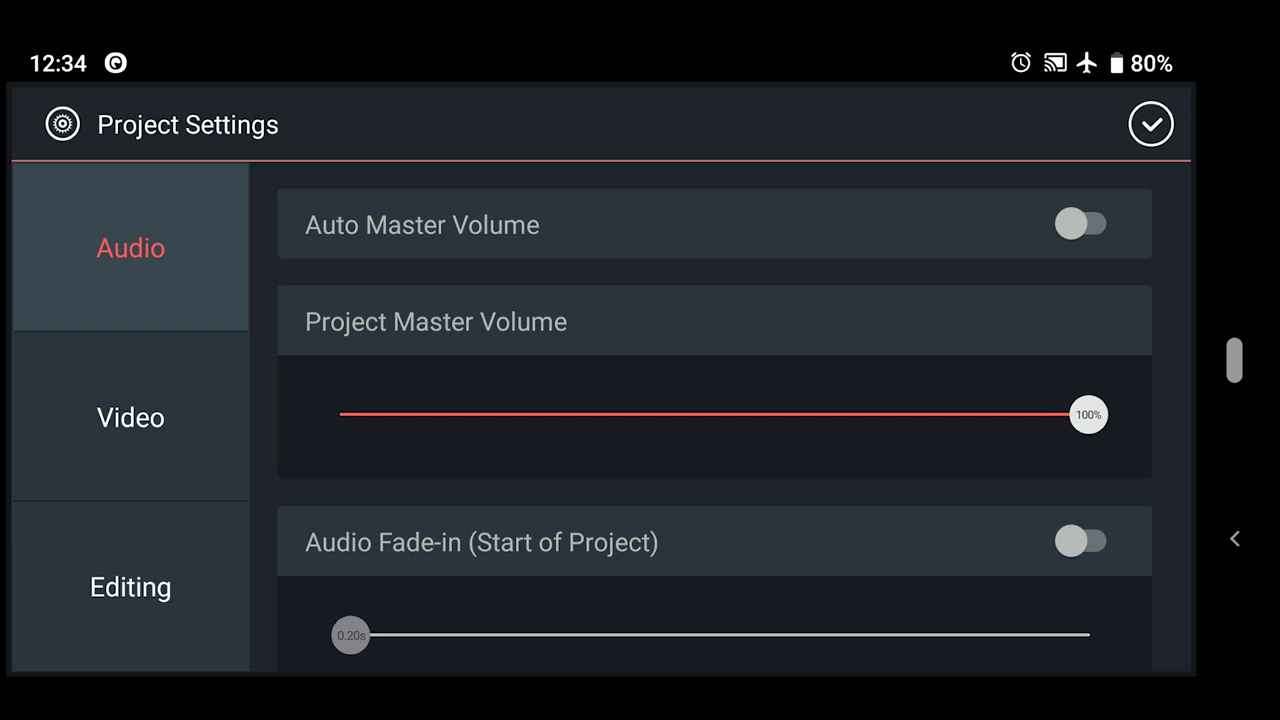 12:34
80%
Project Settings
Audio
Video
Editing
Auto Master Volume
Project Master Volume
100%
Audio Fade-in (Start of Project)
0.20s